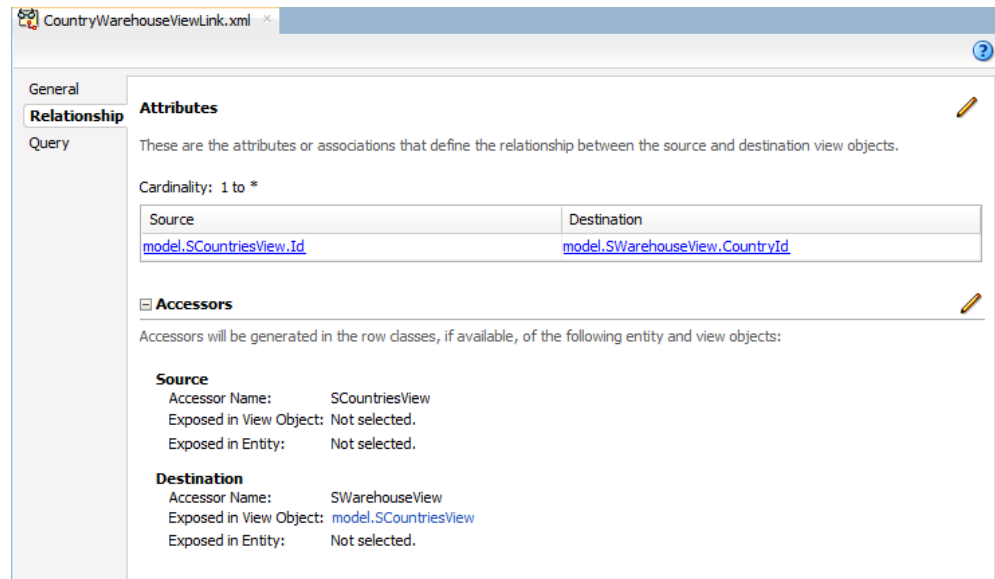 CountryWarehouseViewLink.xml ×
?
General
Relationship
Query
Attributes
These are the attributes or associations that define the relationship between the source and destination view objects.
Cardinality: 1 to *
Source Destination
model.SCountriesView.Id model.SWarehouseView.CountryId
Accessors
Accessors will be generated in the row classes, if available, of the following entity and view objects:
Source
Accessor Name: SCountriesView
Exposed in View Object: Not selected.
Exposed in Entity: Not selected.
Destination
Accessor Name: SWarehouseView
Exposed in View Object: model.SCountriesView
Exposed in Entity: Not selected.